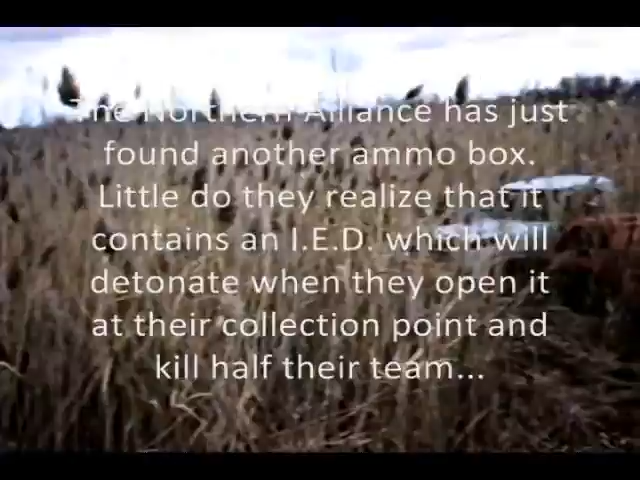 The Northern Alliance has just
found another ammo box.
Little do they realize that it
contains an I.E.D. which will
detonate when they open it
at their collection point and
kill half their team...